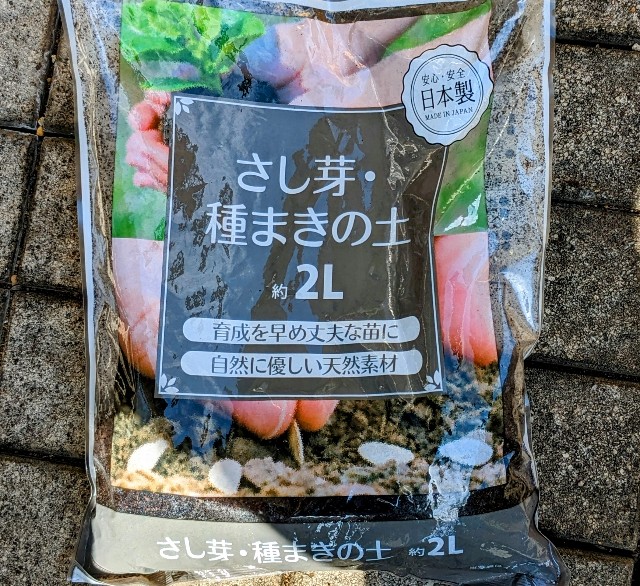 安心・安全
日本製
MADE IN JAPAN
さし芽・
種まきの土
約2L
育成を早め丈夫な苗に
自然に優しい天然素材
さし芽・種まきの土 約2L